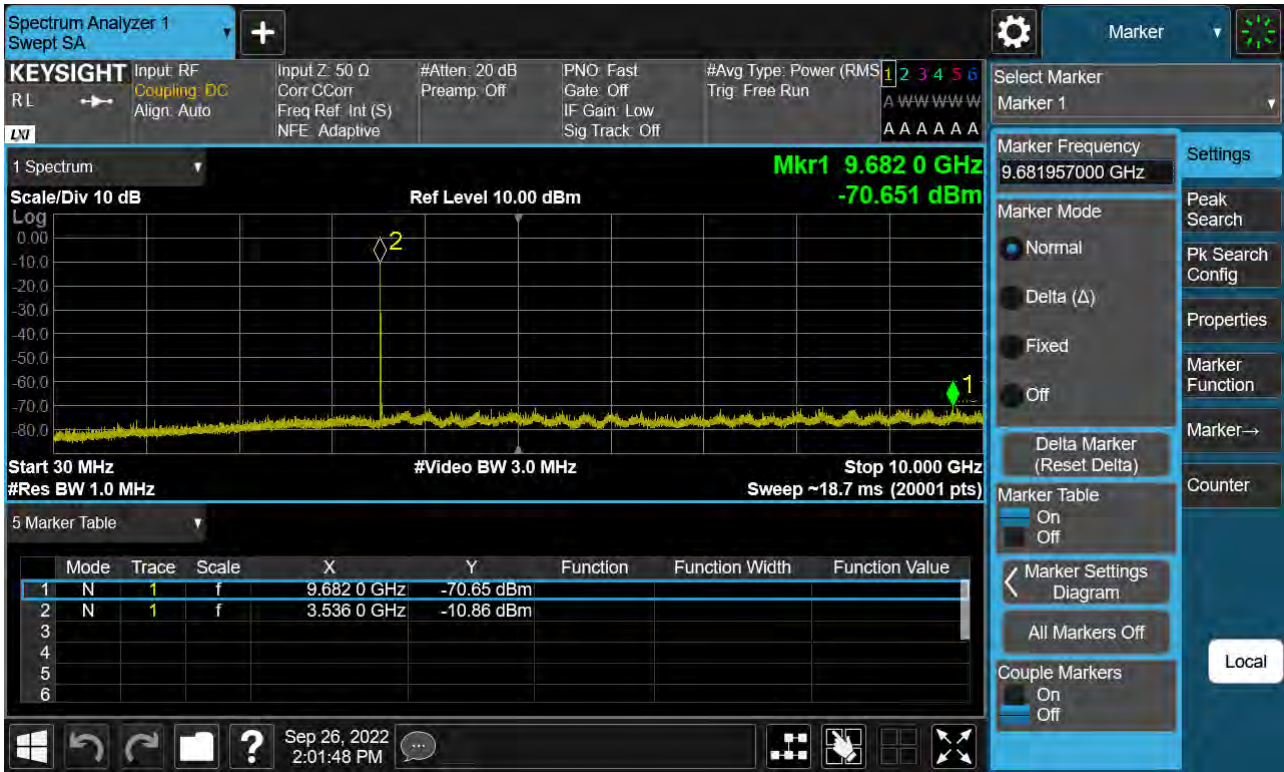 Spectrum Analyzer 1
Swept SA
Marker
KEYSIGHT
RL
LXI
Input: RF
Coupling: DC
Align: Auto
Input Z: 50 Ω
Corr CCorr
Freq Ref: Int (S)
NFE: Adaptive
#Atten: 20 dB
Preamp: Off
PNO: Fast
Gate: Off
IF Gain: Low
Sig Track: Off
#Avg Type: Power (RMS
Trig: Free Run
1 2 3 4 5 6
A W W W W W
A A A A A A
Select Marker
Marker 1
1 Spectrum
Mkr1 9.682 0 GHz
-70.651 dBm
Scale/Div 10 dB
Ref Level 10.00 dBm
Log
0.00
-10.0
-20.0
-30.0
-40.0
-50.0
-60.0
-70.0
-80.0
2
1
Start 30 MHz
#Video BW 3.0 MHz
Stop 10.000 GHz
#Res BW 1.0 MHz
Sweep ~18.7 ms (20001 pts)
5 Marker Table
Mode Trace Scale X Y Function Function Width Function Value
1 N 1 f 9.682 0 GHz -70.65 dBm
2 N 1 f 3.536 0 GHz -10.86 dBm
3
4
5
6
Marker Frequency
9.681957000 GHz
Marker Mode
Normal
Delta (Δ)
Fixed
Off
Delta Marker
(Reset Delta)
Marker Table
On
Off
Marker Settings
Diagram
All Markers Off
Couple Markers
On
Off
Settings
Peak
Search
Pk Search
Config
Properties
Marker
Function
Marker→
Counter
Local
?
Sep 26, 2022
2:01:48 PM